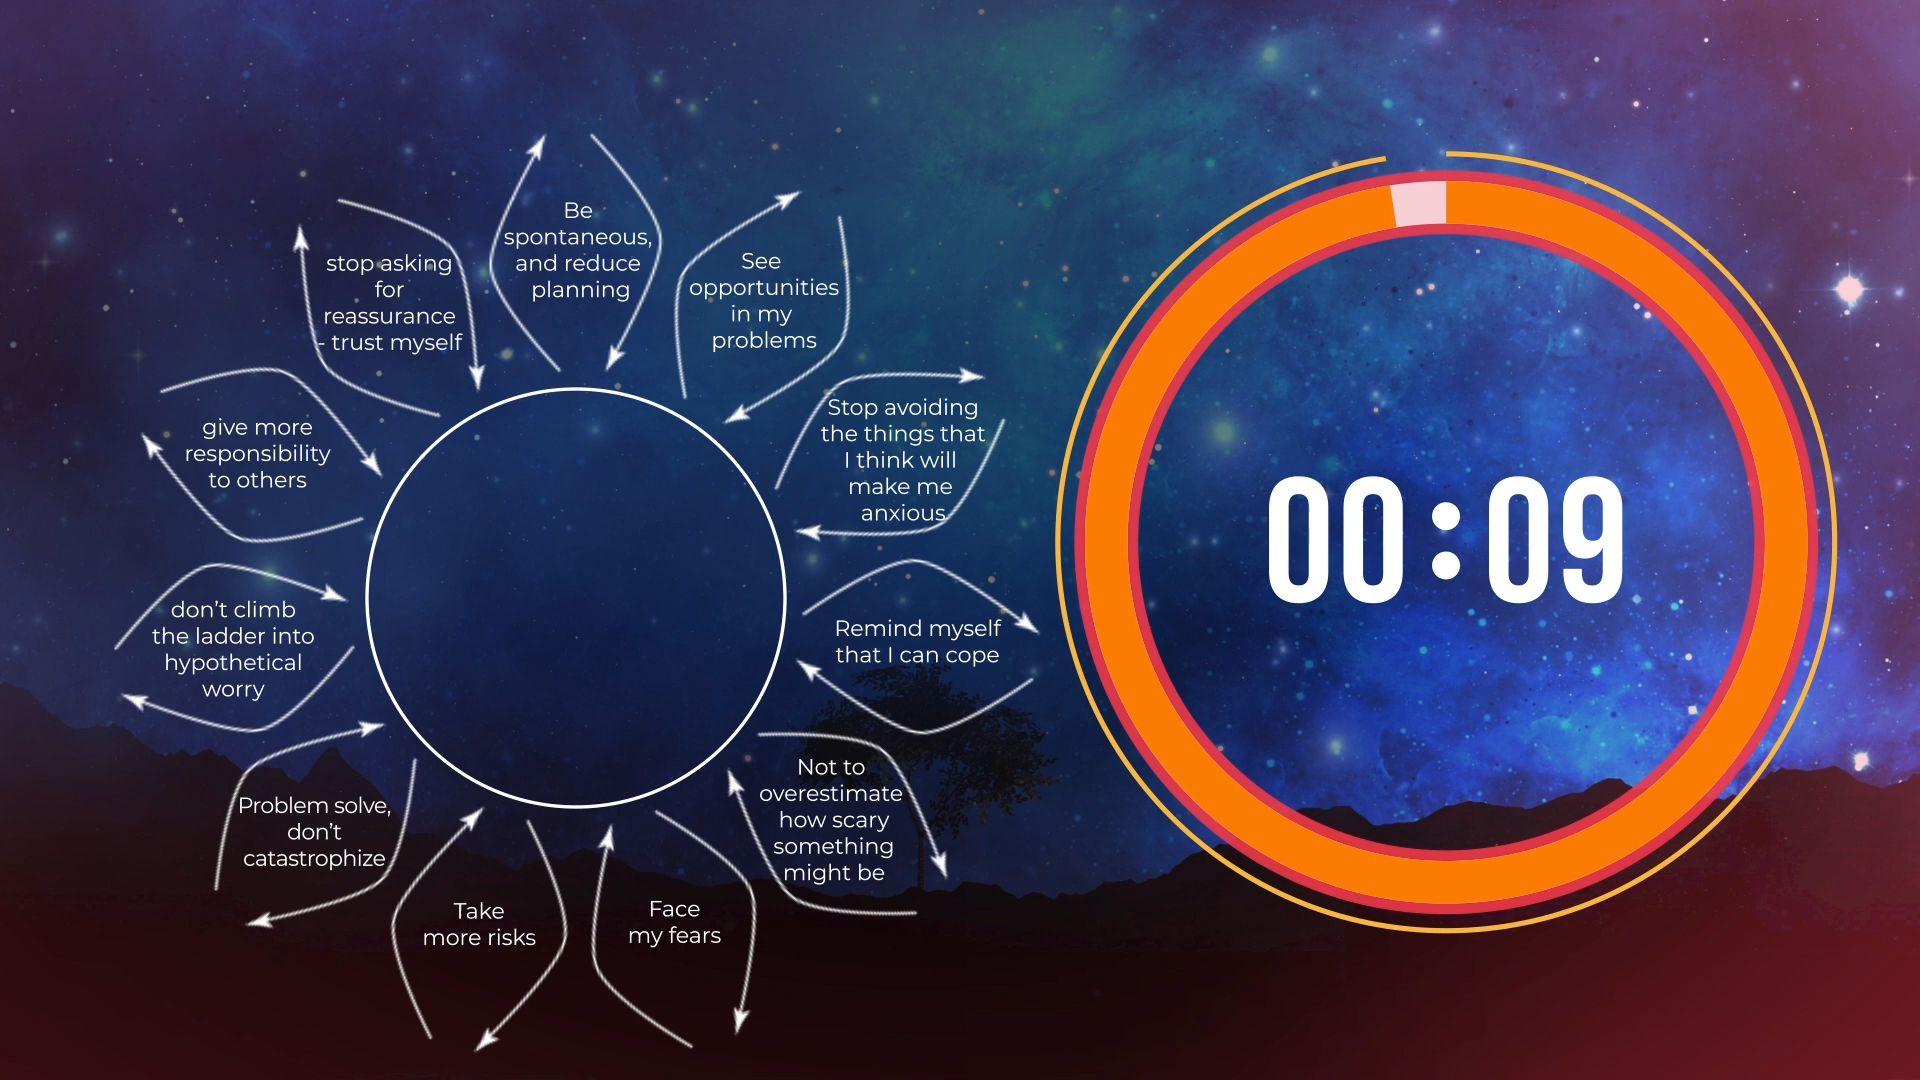 Be
spontaneous,
and reduce
planning
See
opportunities
in my
problems
Stop avoiding
the things that
I think will
make me
anxious
Remind myself
that I can cope
Not to
overestimate
how scary
something
might be
Face
my fears
Take
more risks
Problem solve,
don’t
catastrophize
don’t climb
the ladder into
hypothetical
worry
give more
responsibility
to others
stop asking
for
reassurance
- trust myself
00:09